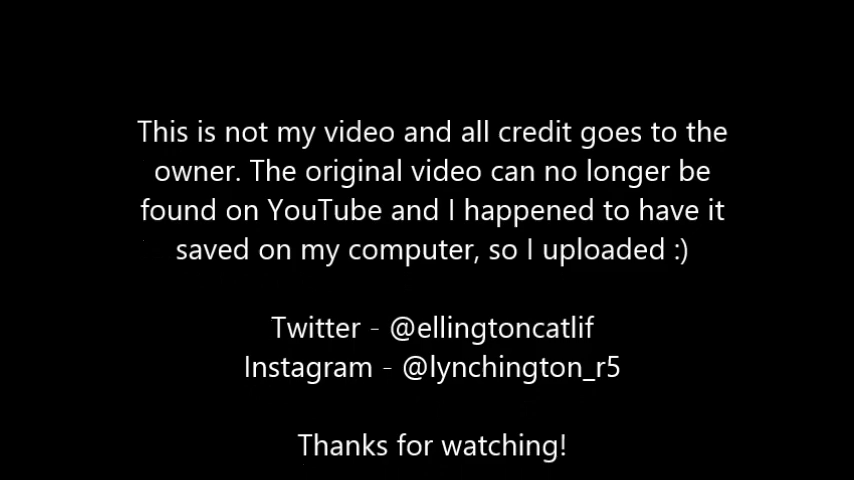 This is not my video and all credit goes to the
owner. The original video can no longer be
found on YouTube and I happened to have it
saved on my computer, so I uploaded :)
Twitter - @ellingtoncatlif
Instagram - @lynchington_r5
Thanks for watching!